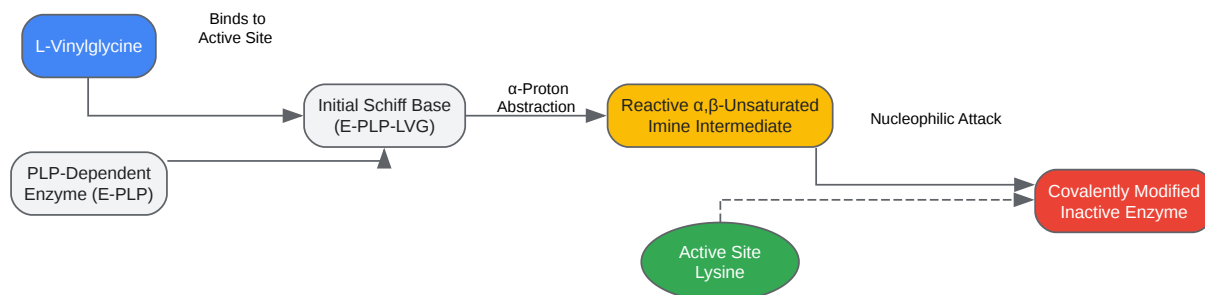 L-Vinylglycine
Binds to
Active Site
PLP-Dependent
Enzyme (E-PLP)
Initial Schiff Base
(E-PLP-LVG)
α-Proton
Abstraction
Reactive α,β-Unsaturated
Imine Intermediate
Nucleophilic Attack
Active Site
Lysine
Covalently Modified
Inactive Enzyme